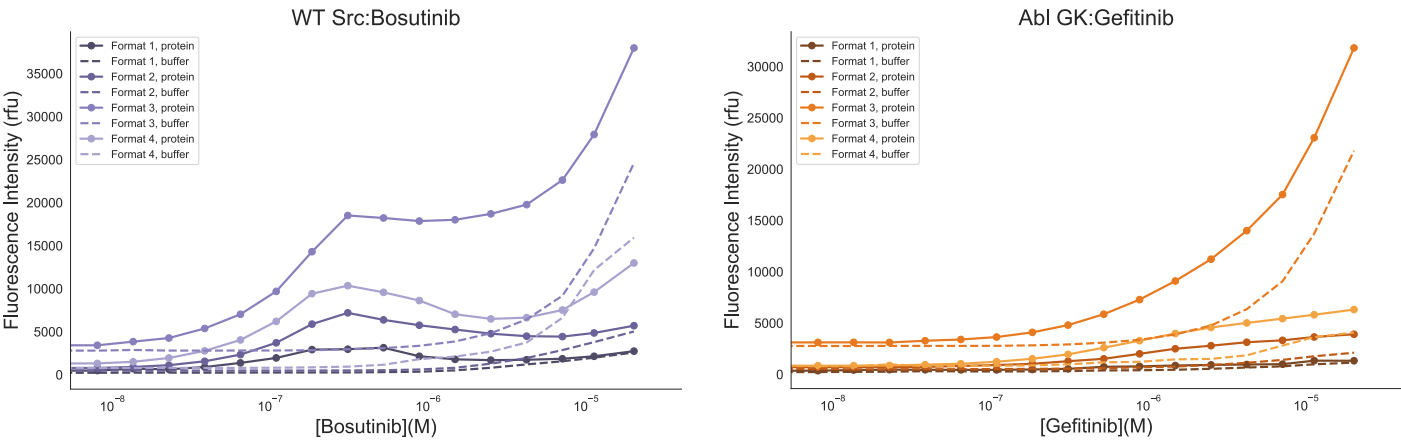 WT Src:Bosutinib
Fluorescence Intensity (rfu)
35000
30000
25000
20000
15000
10000
5000
0
Format 1, protein
Format 1, buffer
Format 2, protein
Format 2, buffer
Format 3, protein
Format 3, buffer
Format 4, protein
Format 4, buffer
10⁻⁸
10⁻⁷
10⁻⁶
10⁻⁵
[Bosutinib](M)
Abl GK:Gefitinib
Fluorescence Intensity (rfu)
30000
25000
20000
15000
10000
5000
0
Format 1, protein
Format 1, buffer
Format 2, protein
Format 2, buffer
Format 3, protein
Format 3, buffer
Format 4, protein
Format 4, buffer
10⁻⁸
10⁻⁷
10⁻⁶
10⁻⁵
[Gefitinib](M)